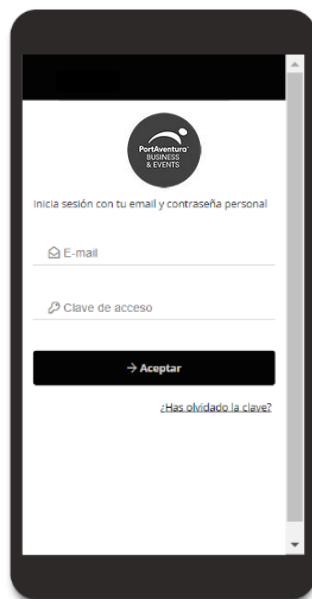 PortAventura
BUSINESS
& EVENTS
Inicia sesión con tu email y contraseña personal
E-mail
Clave de acceso
→ Aceptar
¿Has olvidado la clave?